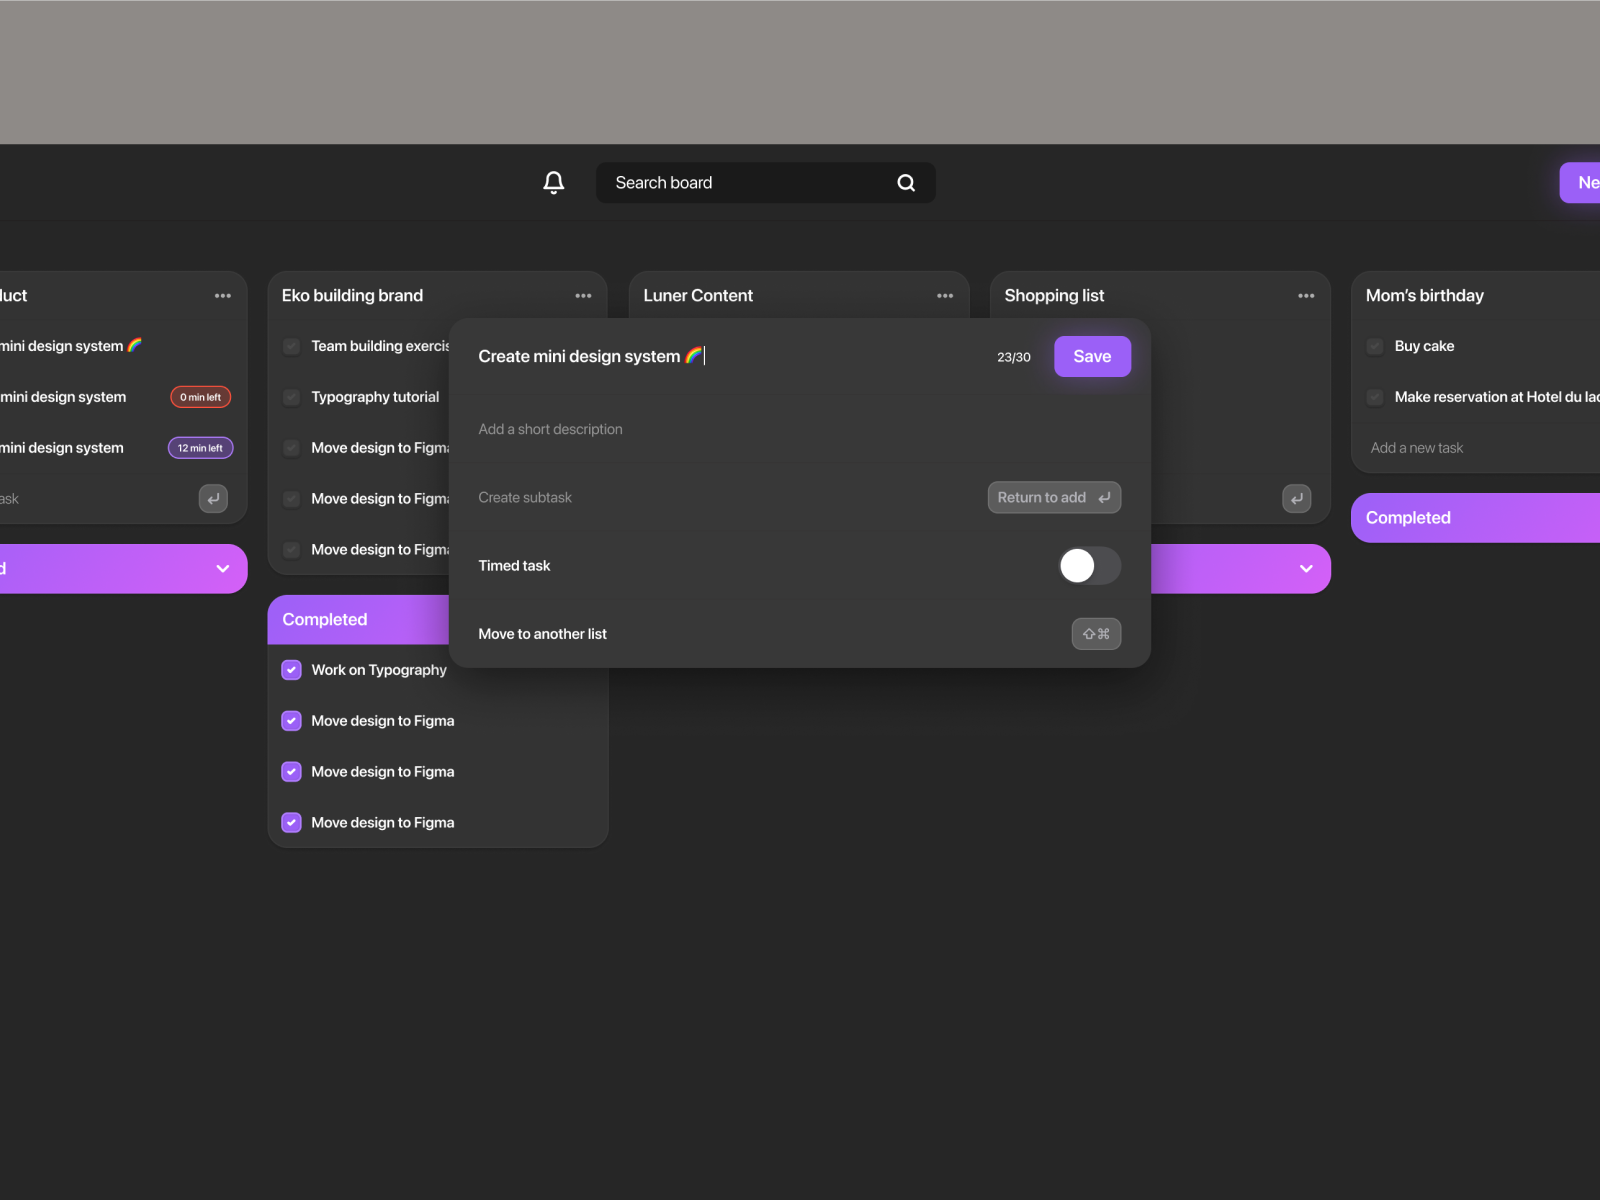 Search board
Ne
luct
mini design system 🌈
mini design system
0 min left
mini design system
12 min left
ask
d
Eko building brand
Team building exercis
Typography tutorial
Move design to Figma
Move design to Figma
Move design to Figma
Completed
Work on Typography
Move design to Figma
Move design to Figma
Move design to Figma
Luner Content
Shopping list
Create mini design system 🌈
23/30
Save
Add a short description
Create subtask
Return to add
Timed task
Move to another list
⇧⌘
Mom’s birthday
Buy cake
Make reservation at Hotel du lac
Add a new task
Completed